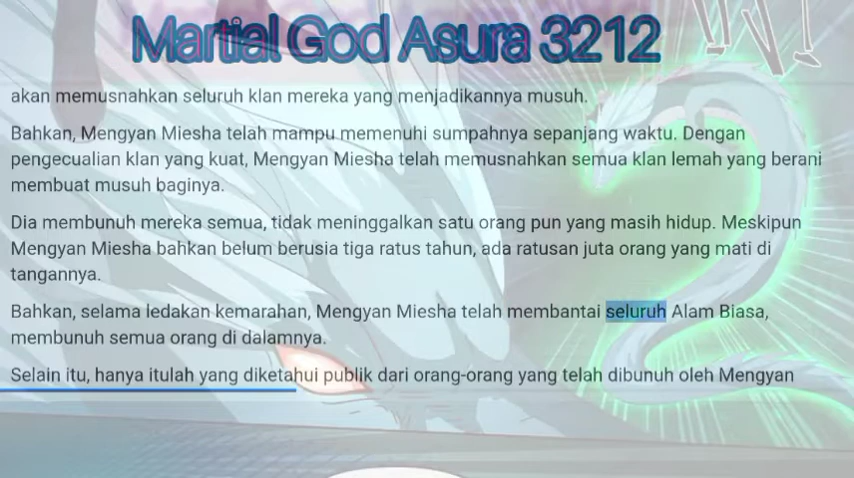 Martial God Asura 3212
akan memusnahkan seluruh klan mereka yang menjadikannya musuh.
Bahkan, Mengyan Miesha telah mampu memenuhi sumpahnya sepanjang waktu. Dengan
pengecualian klan yang kuat, Mengyan Miesha telah memusnahkan semua klan lemah yang berani
membuat musuh baginya.
Dia membunuh mereka semua, tidak meninggalkan satu orang pun yang masih hidup. Meskipun
Mengyan Miesha bahkan belum berusia tiga ratus tahun, ada ratusan juta orang yang mati di
tangannya.
Bahkan, selama ledakan kemarahan, Mengyan Miesha telah membantai seluruh Alam Biasa,
membunuh semua orang di dalamnya.
Selain itu, hanya itulah yang diketahui publik dari orang-orang yang telah dibunuh oleh Mengyan